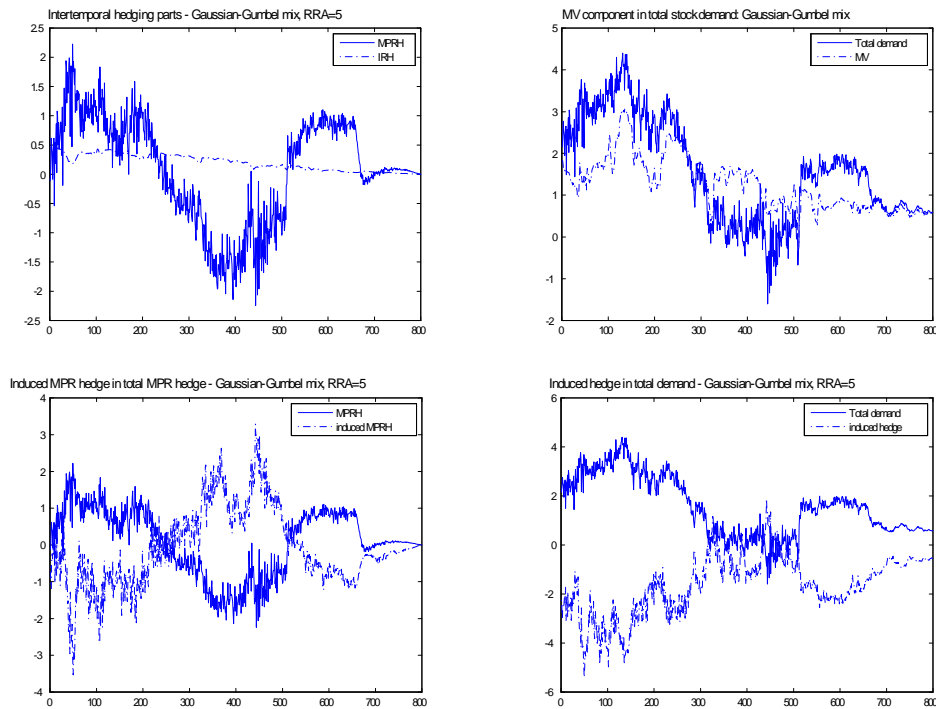 Intertemporal hedging parts - Gaussian-Gumbel mix, RRA=5
2.5
2
1.5
1
0.5
0
-0.5
-1
-1.5
-2
-2.5
0 100 200 300 400 500 600 700 800
MPRH
IRH
MV component in total stock demand: Gaussian-Gumbel mix
5
4
3
2
1
0
-1
-2
0 100 200 300 400 500 600 700 800
Total demand
MV
Induced MPR hedge in total MPR hedge - Gaussian-Gumbel mix, RRA=5
4
3
2
1
0
-1
-2
-3
-4
0 100 200 300 400 500 600 700 800
MPRH
induced MPRH
Induced hedge in total demand - Gaussian-Gumbel mix, RRA=5
6
4
2
0
-2
-4
-6
0 100 200 300 400 500 600 700 800
Total demand
induced hedge